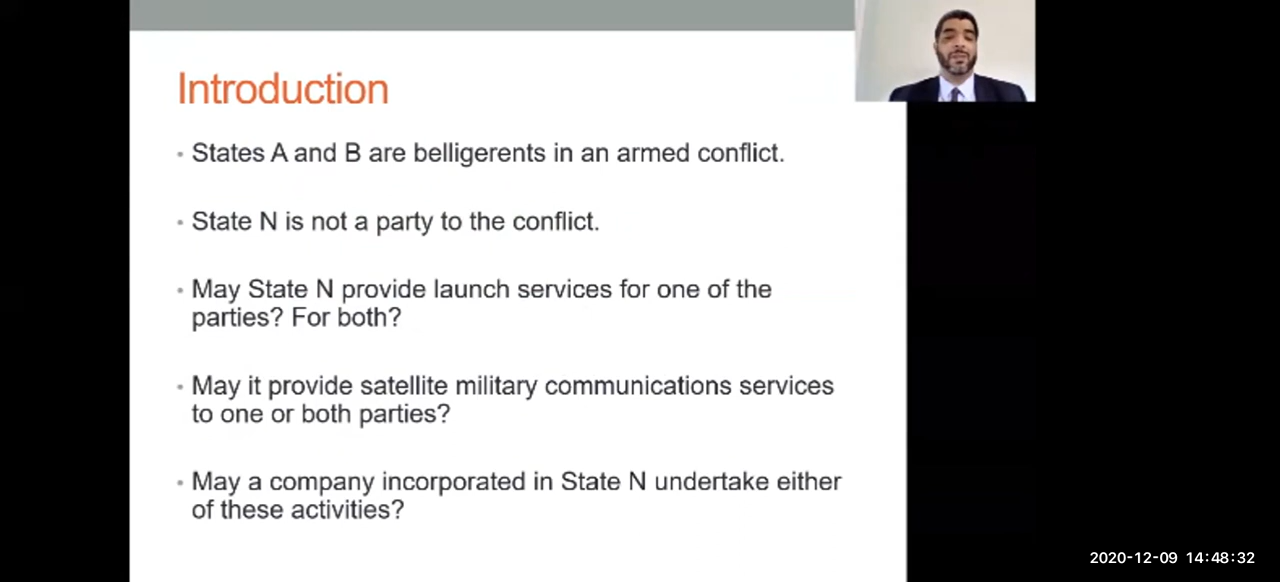 Introduction
• States A and B are belligerents in an armed conflict.
• State N is not a party to the conflict.
• May State N provide launch services for one of the
parties? For both?
• May it provide satellite military communications services
to one or both parties?
• May a company incorporated in State N undertake either
of these activities?
2020-12-09 14:48:32